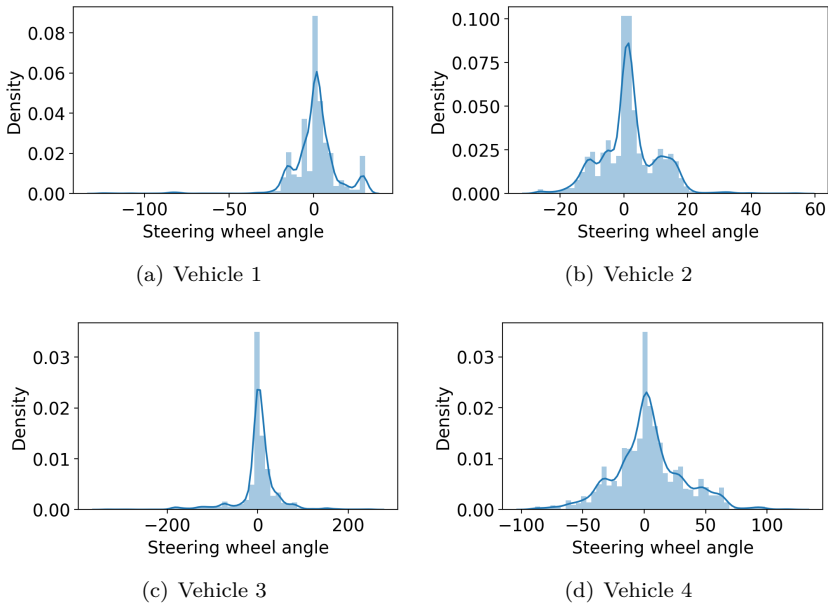 0.08
0.06
0.04
0.02
0.00
Density
−100
−50
0
Steering wheel angle
(a) Vehicle 1
0.100
0.075
0.050
0.025
0.000
Density
−20
0
20
40
60
Steering wheel angle
(b) Vehicle 2
0.03
0.02
0.01
0.00
Density
−200
0
200
Steering wheel angle
(c) Vehicle 3
0.03
0.02
0.01
0.00
Density
−100
−50
0
50
100
Steering wheel angle
(d) Vehicle 4